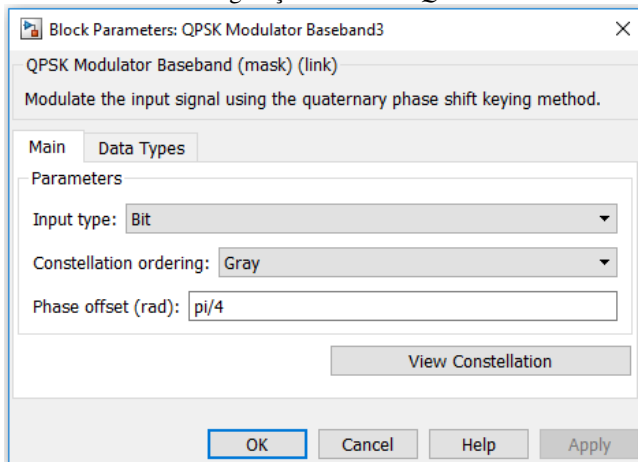 Block Parameters: QPSK Modulator Baseband3
QPSK Modulator Baseband (mask) (link)
Modulate the input signal using the quaternary phase shift keying method.
Main Data Types
Parameters
Input type: Bit
Constellation ordering: Gray
Phase offset (rad): pi/4
View Constellation
OK Cancel Help Apply